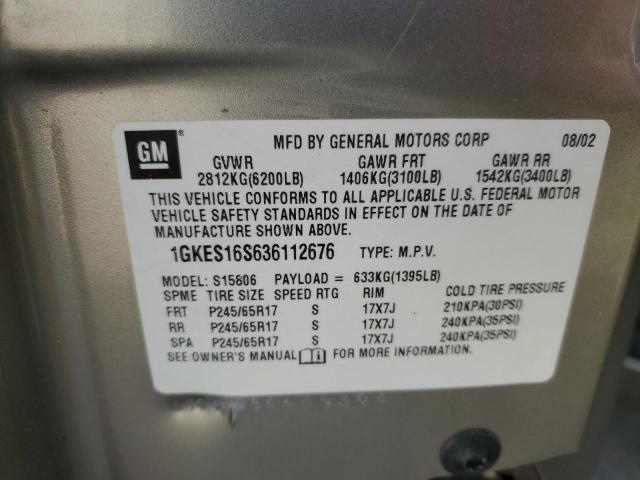 GM
MFD BY GENERAL MOTORS CORP 08/02
GVWR GAWR FRT GAWR RR
2812KG(6200LB) 1406KG(3100LB) 1542KG(3400LB)
THIS VEHICLE CONFORMS TO ALL APPLICABLE U.S. FEDERAL MOTOR
VEHICLE SAFETY STANDARDS IN EFFECT ON THE DATE OF
MANUFACTURE SHOWN ABOVE.
1GKES16S636112676 TYPE: M.P.V.
MODEL: S15806 PAYLOAD = 633KG(1395LB)
SPME TIRE SIZE SPEED RTG RIM COLD TIRE PRESSURE
FRT P245/65R17 S 17X7J 210KPA(30PSI)
RR P245/65R17 S 17X7J 240KPA(35PSI)
SPA P245/65R17 S 17X7J 240KPA(35PSI)
SEE OWNER'S MANUAL FOR MORE INFORMATION.